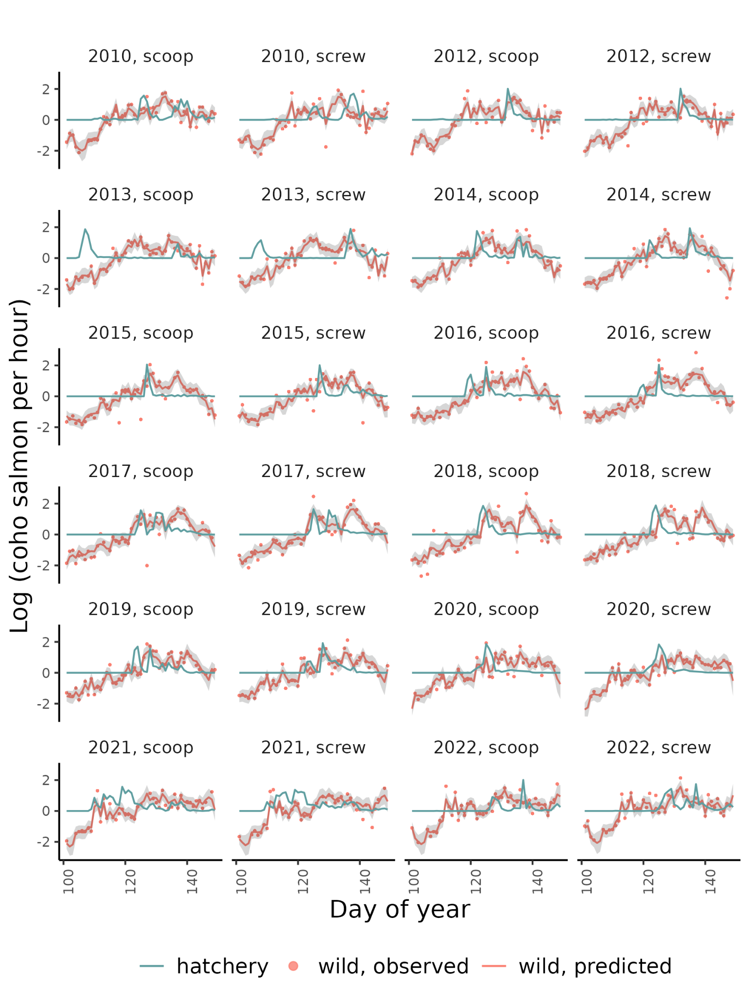 2010, scoop 2010, screw 2012, scoop 2012, screw
2
0
-2
2013, scoop 2013, screw 2014, scoop 2014, screw
2
0
-2
2015, scoop 2015, screw 2016, scoop 2016, screw
2
0
-2
Log (coho salmon per hour)
2017, scoop 2017, screw 2018, scoop 2018, screw
2
0
-2
2019, scoop 2019, screw 2020, scoop 2020, screw
2
0
-2
2021, scoop 2021, screw 2022, scoop 2022, screw
2
0
-2
100 120 140 100 120 140 100 120 140 100 120 140
Day of year
hatchery wild, observed wild, predicted